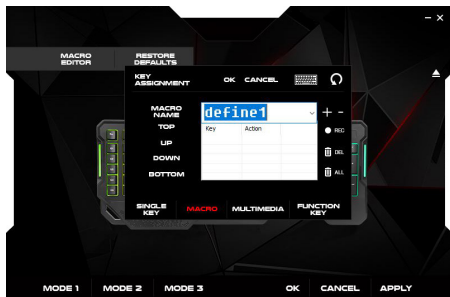 MACRO EDITOR
RESTORE DEFAULTS
KEY ASSIGNMENT
OK CANCEL
MACRO NAME
define1
TOP
Key Action
REC
UP
DOWN
DEL
BOTTOM
ALL
SINGLE KEY
MACRO
MULTIMEDIA
FUNCTION KEY
MODE 1 MODE 2 MODE 3 OK CANCEL APPLY